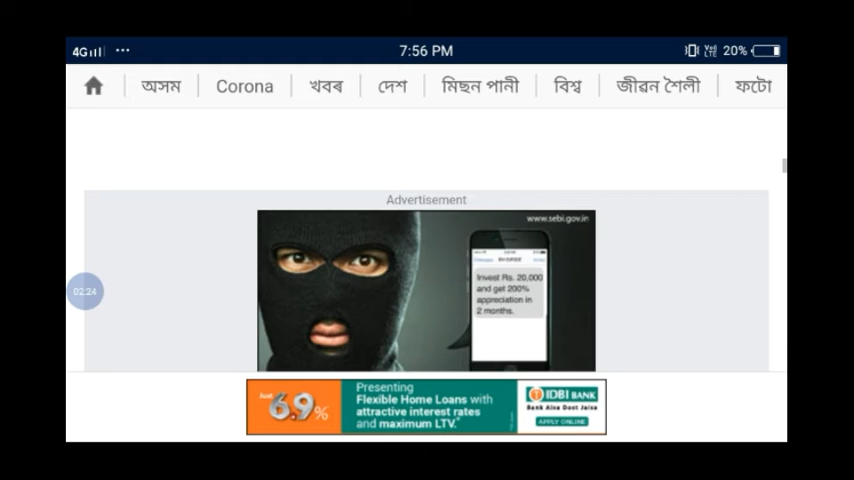 4G
7:56 PM
20%
অসম
Corona
খবৰ
দেশ
মিছন পানী
বিশ্ব
জীৱন শৈলী
ফটো
Advertisement
www.sebi.gov.in
Invest Rs. 20,000
and get 200%
appreciation in
2 months.
02:24
Just
6.9%
Presenting
Flexible Home Loans with
attractive interest rates
and maximum LTV.*
IDBI BANK
Bank Aisa Dost Jaisa
APPLY ONLINE